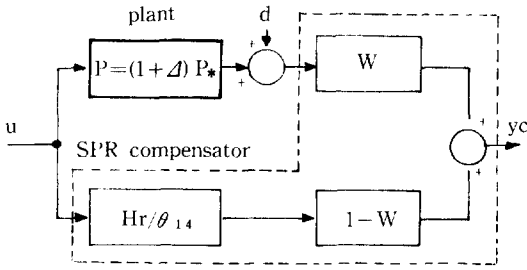 plant
d
+
P=(1+Δ) P*
+
W
u
SPR compensator
+
yc
+
Hr/θ14
1−W